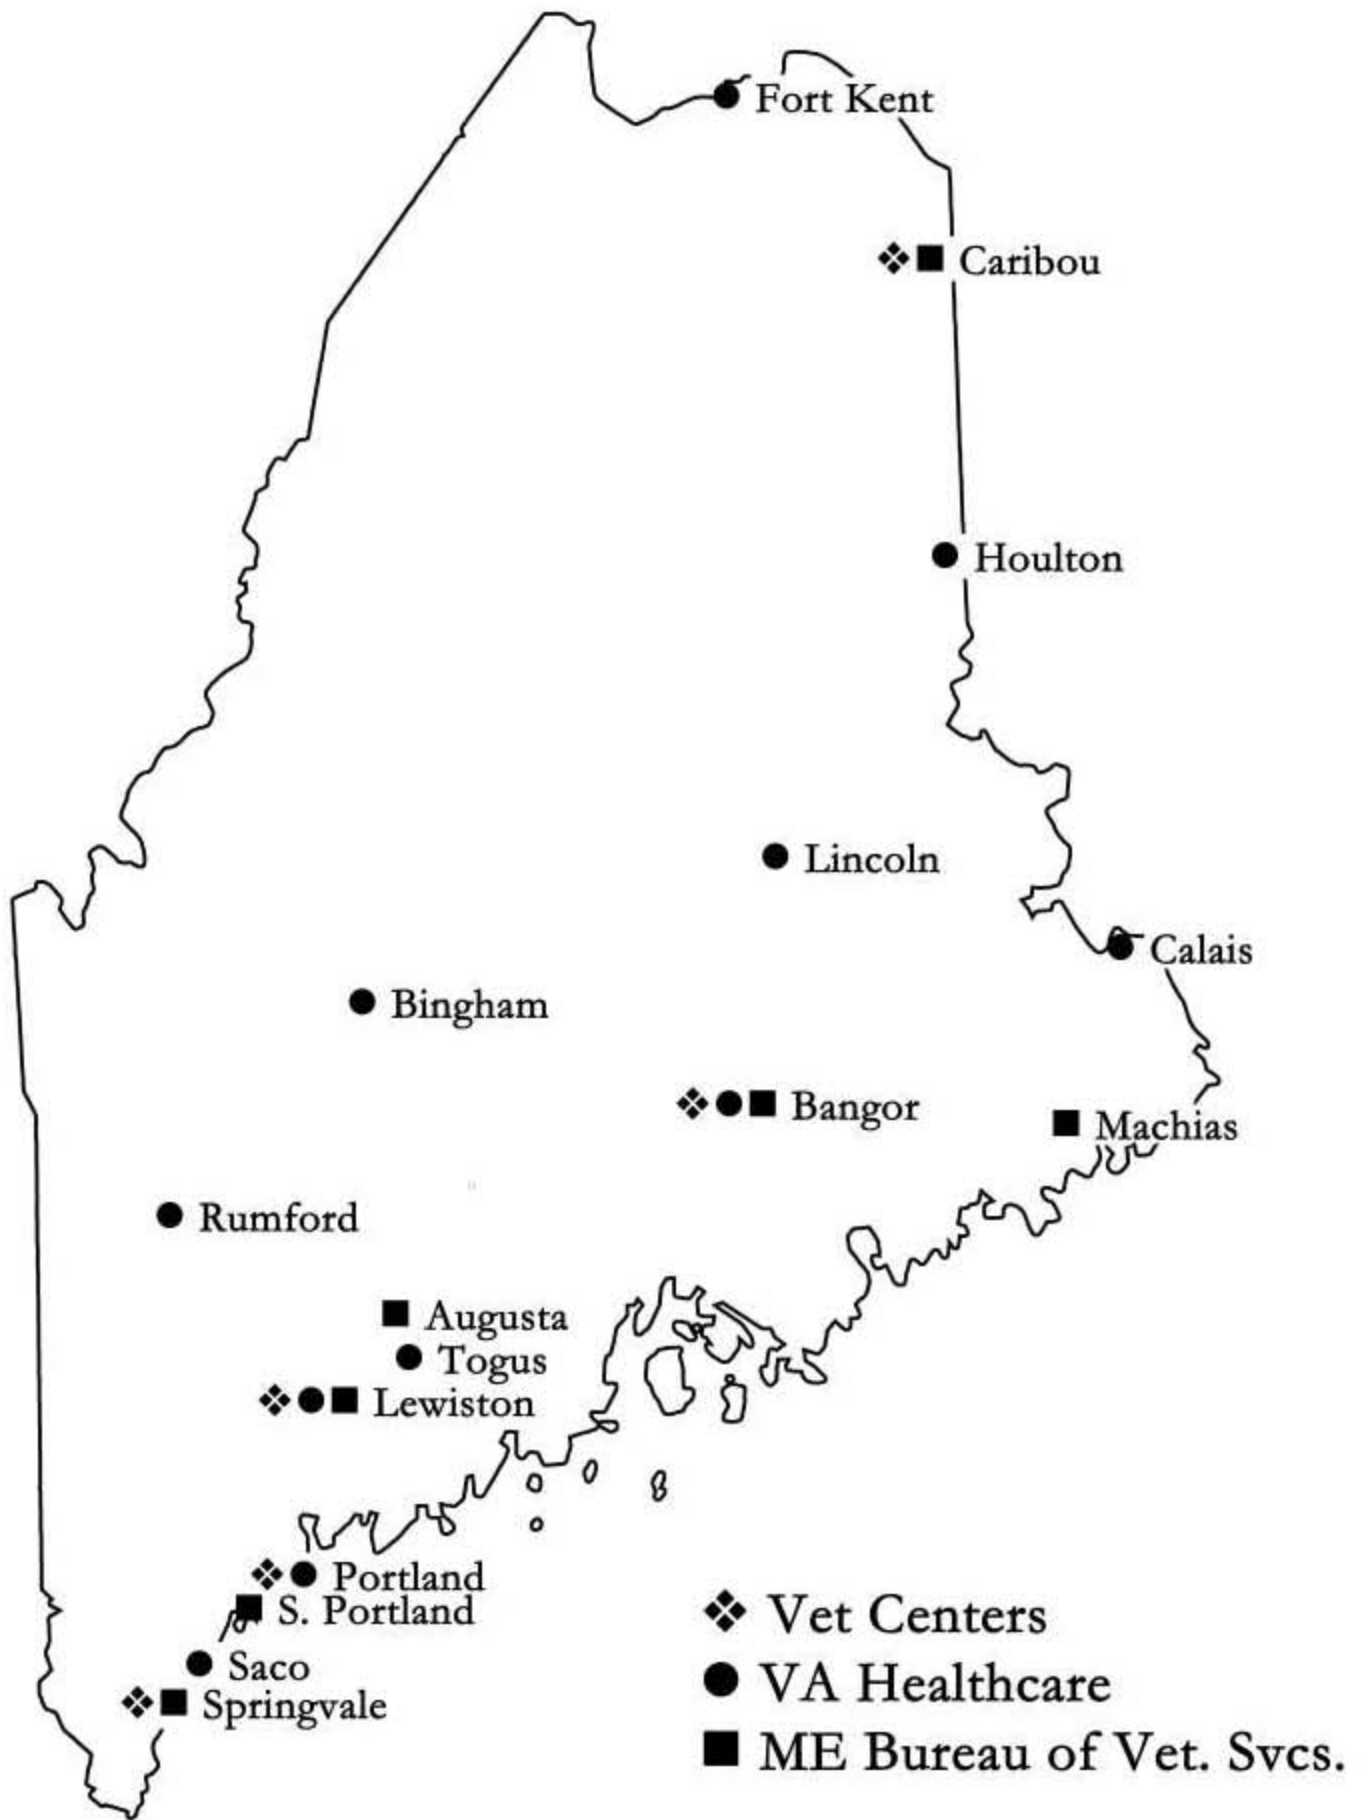 Fort Kent
Caribou
Houlton
Lincoln
Calais
Bingham
Bangor
Machias
Rumford
Augusta
Togus
Lewiston
Portland
S. Portland
Saco
Springvale
Vet Centers
VA Healthcare
ME Bureau of Vet. Svcs.